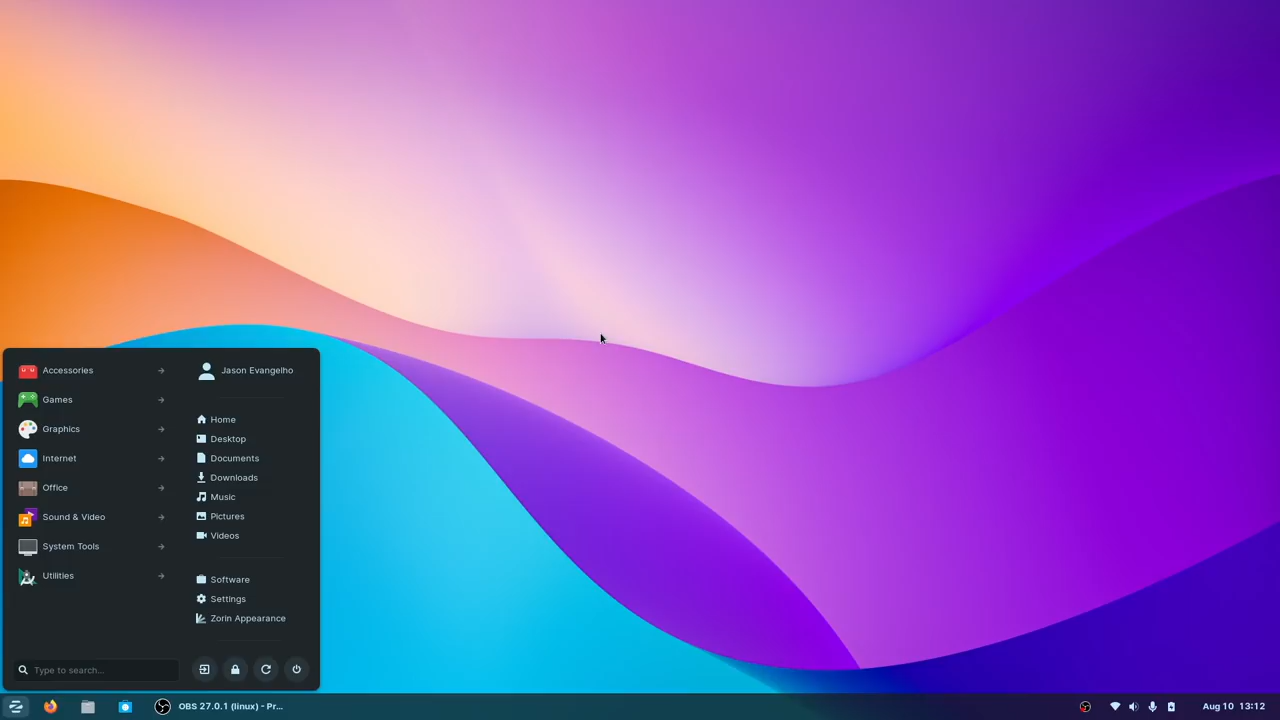 Accessories
Games
Graphics
Internet
Office
Sound & Video
System Tools
Utilities
Type to search...
Jason Evangelho
Home
Desktop
Documents
Downloads
Music
Pictures
Videos
Software
Settings
Zorin Appearance
OBS 27.0.1 (linux) - Pr...
Aug 10 13:12